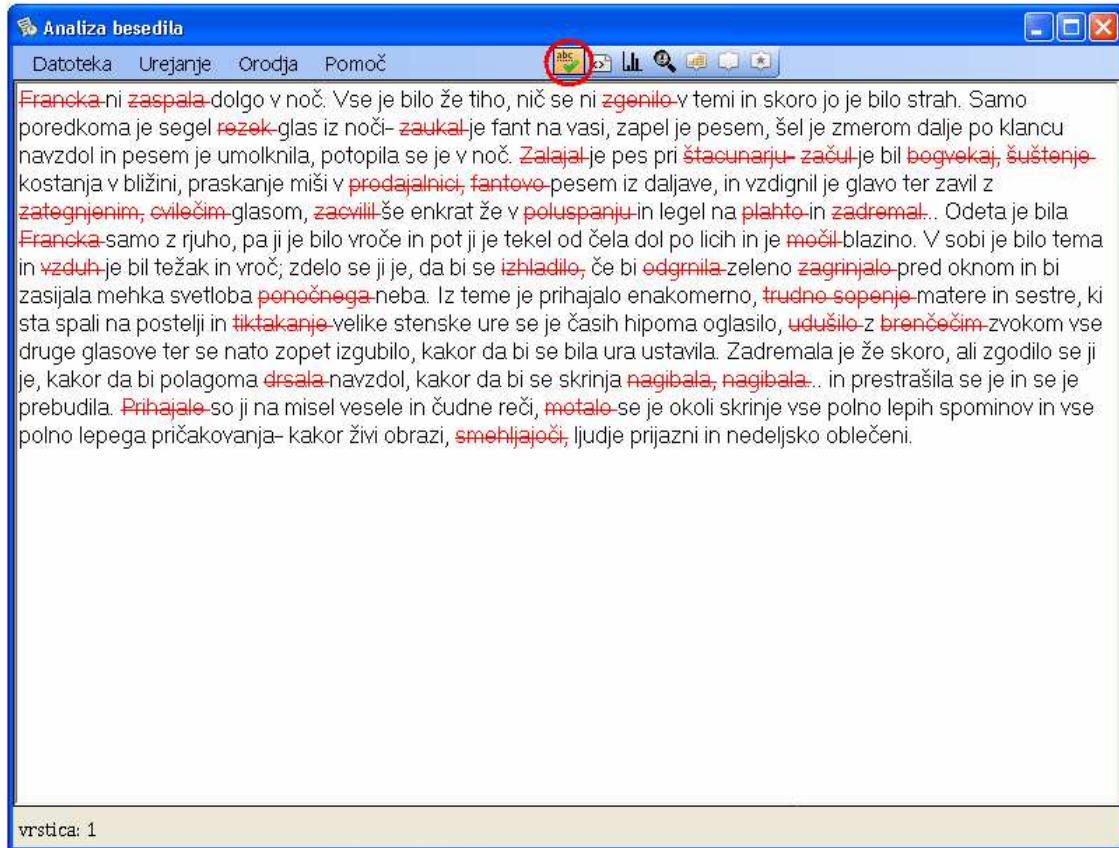 Analiza besedila
Datoteka Urejanje Orodja Pomoč abc
Francka ni zaspala dolgo v noč. Vse je bilo že tiho, nič se ni zgenilo v temi in skoro jo je bilo strah. Samo
poredkoma je segel rezek glas iz noči- zaukal je fant na vasi, zapel je pesem, šel je zmerom dalje po klancu
navzdol in pesem je umolknila, potopila se je v noč. Zalajal je pes pri štacunarju- začul je bil bogvekaj, šuštenje
kostanja v bližini, praskanje miši v prodajalnici, fantovo pesem iz daljave, in vzdignil je glavo ter zavil z
zategnjenim, cvilečim glasom, zacvilil še enkrat že v poluspanju in legel na plahto in zadremal... Odeta je bila
Francka samo z rjuho, pa ji je bilo vroče in pot ji je tekel od čela dol po licih in je močil blazino. V sobi je bilo tema
in vzduh je bil težak in vroč; zdelo se ji je, da bi se izhladilo, če bi odgrnila zeleno zagrinjalo pred oknom in bi
zasijala mehka svetloba ponočnega neba. Iz teme je prihajalo enakomerno, trudno sopenje matere in sestre, ki
sta spali na postelji in tiktakanje velike stenske ure se je časih hipoma oglasilo, udušilo z brenčečim zvokom vse
druge glasove ter se nato zopet izgubilo, kakor da bi se bila ura ustavila. Zadremala je že skoro, ali zgodilo se ji
je, kakor da bi polagoma drsala navzdol, kakor da bi se skrinja nagibala, nagibala... in prestrašila se je in se je
prebudila. Prihajale so ji na misel vesele in čudne reči, motalo se je okoli skrinje vse polno lepih spominov in vse
polno lepega pričakovanja- kakor živi obrazi, smehljajoči, ljudje prijazni in nedeljsko oblečeni.
vrstica: 1